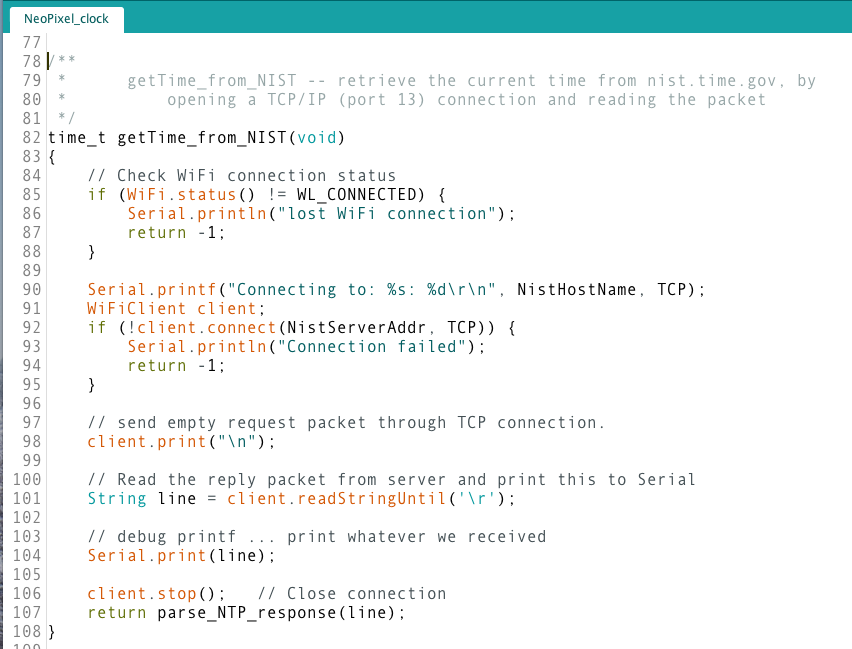 NeoPixel_clock
77
78 /**
79  *      getTime_from_NIST -- retrieve the current time from nist.time.gov, by
80  *          opening a TCP/IP (port 13) connection and reading the packet
81  */
82 time_t getTime_from_NIST(void)
83 {
84     // Check WiFi connection status
85     if (WiFi.status() != WL_CONNECTED) {
86         Serial.println("lost WiFi connection");
87         return -1;
88     }
89
90     Serial.printf("Connecting to: %s: %d\r\n", NistHostName, TCP);
91     WiFiClient client;
92     if (!client.connect(NistServerAddr, TCP)) {
93         Serial.println("Connection failed");
94         return -1;
95     }
96
97     // send empty request packet through TCP connection.
98     client.print("\n");
99
100     // Read the reply packet from server and print this to Serial
101     String line = client.readStringUntil('\r');
102
103     // debug printf ... print whatever we received
104     Serial.print(line);
105
106     client.stop();   // Close connection
107     return parse_NTP_response(line);
108 }